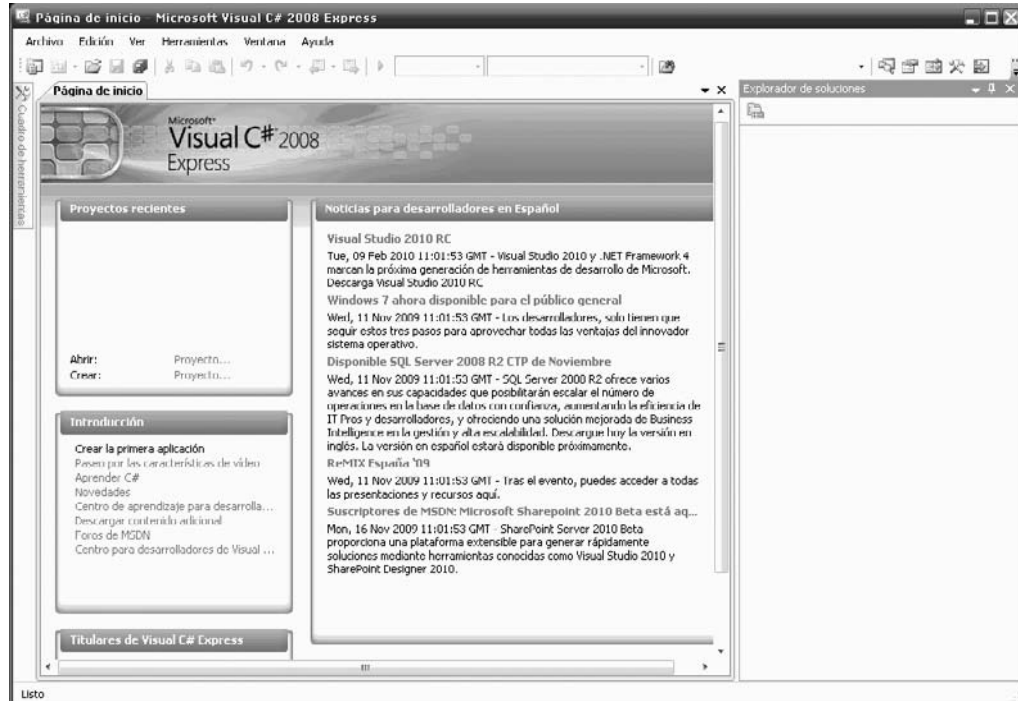 Página de inicio - Microsoft Visual C# 2008 Express
Archivo Edición Ver Herramientas Ventana Ayuda
Cuadro de herramientas
Página de inicio
Microsoft®
Visual C# 2008
Express
Proyectos recientes
Abrir: Proyecto...
Crear: Proyecto...
Introducción
Crear la primera aplicación
Paseo por las características de vídeo
Aprender C#
Novedades
Centro de aprendizaje para desarrolla...
Descargar contenido adicional
Foros de MSDN
Centro para desarrolladores de Visual ...
Titulares de Visual C# Express
Noticias para desarrolladores en Español
Visual Studio 2010 RC
Tue, 09 Feb 2010 11:01:53 GMT - Visual Studio 2010 y .NET Framework 4
marcan la próxima generación de herramientas de desarrollo de Microsoft.
Descarga Visual Studio 2010 RC
Windows 7 ahora disponible para el público general
Wed, 11 Nov 2009 11:01:53 GMT - Los desarrolladores, solo tienen que
seguir estos tres pasos para aprovechar todas las ventajas del innovador
sistema operativo.
Disponible SQL Server 2008 R2 CTP de Noviembre
Wed, 11 Nov 2009 11:01:53 GMT - SQL Server 2008 R2 ofrece varios
avances en sus capacidades que posibilitarán escalar el número de
operaciones en la base de datos con confianza, aumentando la eficiencia de
IT Pros y desarrolladores, y ofreciendo una solución mejorada de Business
Intelligence en la gestión y alta escalabilidad. Descargue hoy la versión en
inglés. La versión en español estará disponible próximamente.
ReMIX España '09
Wed, 11 Nov 2009 11:01:53 GMT - Tras el evento, puedes acceder a todas
las presentaciones y recursos aquí.
Suscriptores de MSDN: Microsoft Sharepoint 2010 Beta está aq...
Mon, 16 Nov 2009 11:01:53 GMT - SharePoint Server 2010 Beta
proporciona una plataforma extensible para generar rápidamente
soluciones mediante herramientas conocidas como Visual Studio 2010 y
SharePoint Designer 2010.
Explorador de soluciones
Listo